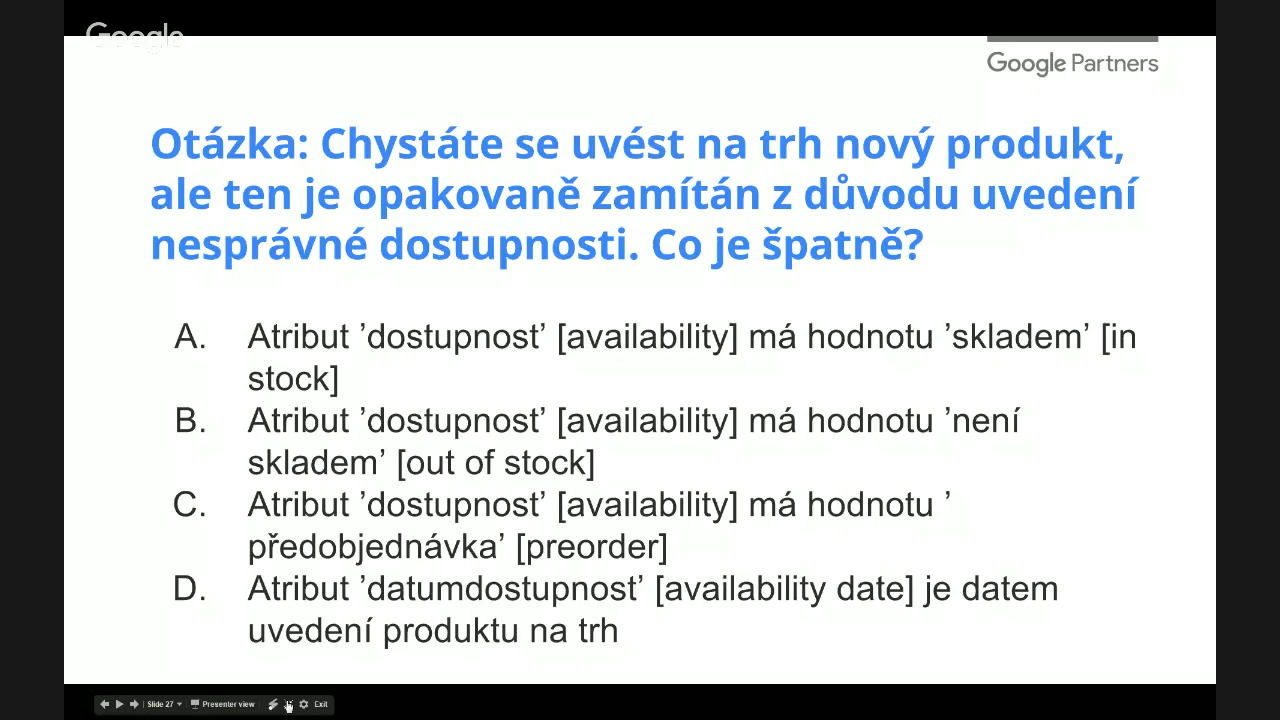 Google
Google Partners
Otázka: Chystáte se uvést na trh nový produkt,
ale ten je opakovaně zamítán z důvodu uvedení
nesprávné dostupnosti. Co je špatně?
A. Atribut ’dostupnost’ [availability] má hodnotu ’skladem’ [in
stock]
B. Atribut ’dostupnost’ [availability] má hodnotu ’není
skladem’ [out of stock]
C. Atribut ’dostupnost’ [availability] má hodnotu ’
předobjednávka’ [preorder]
D. Atribut ’datumdostupnost’ [availability date] je datem
uvedení produktu na trh
Slide 27 Presenter view Exit